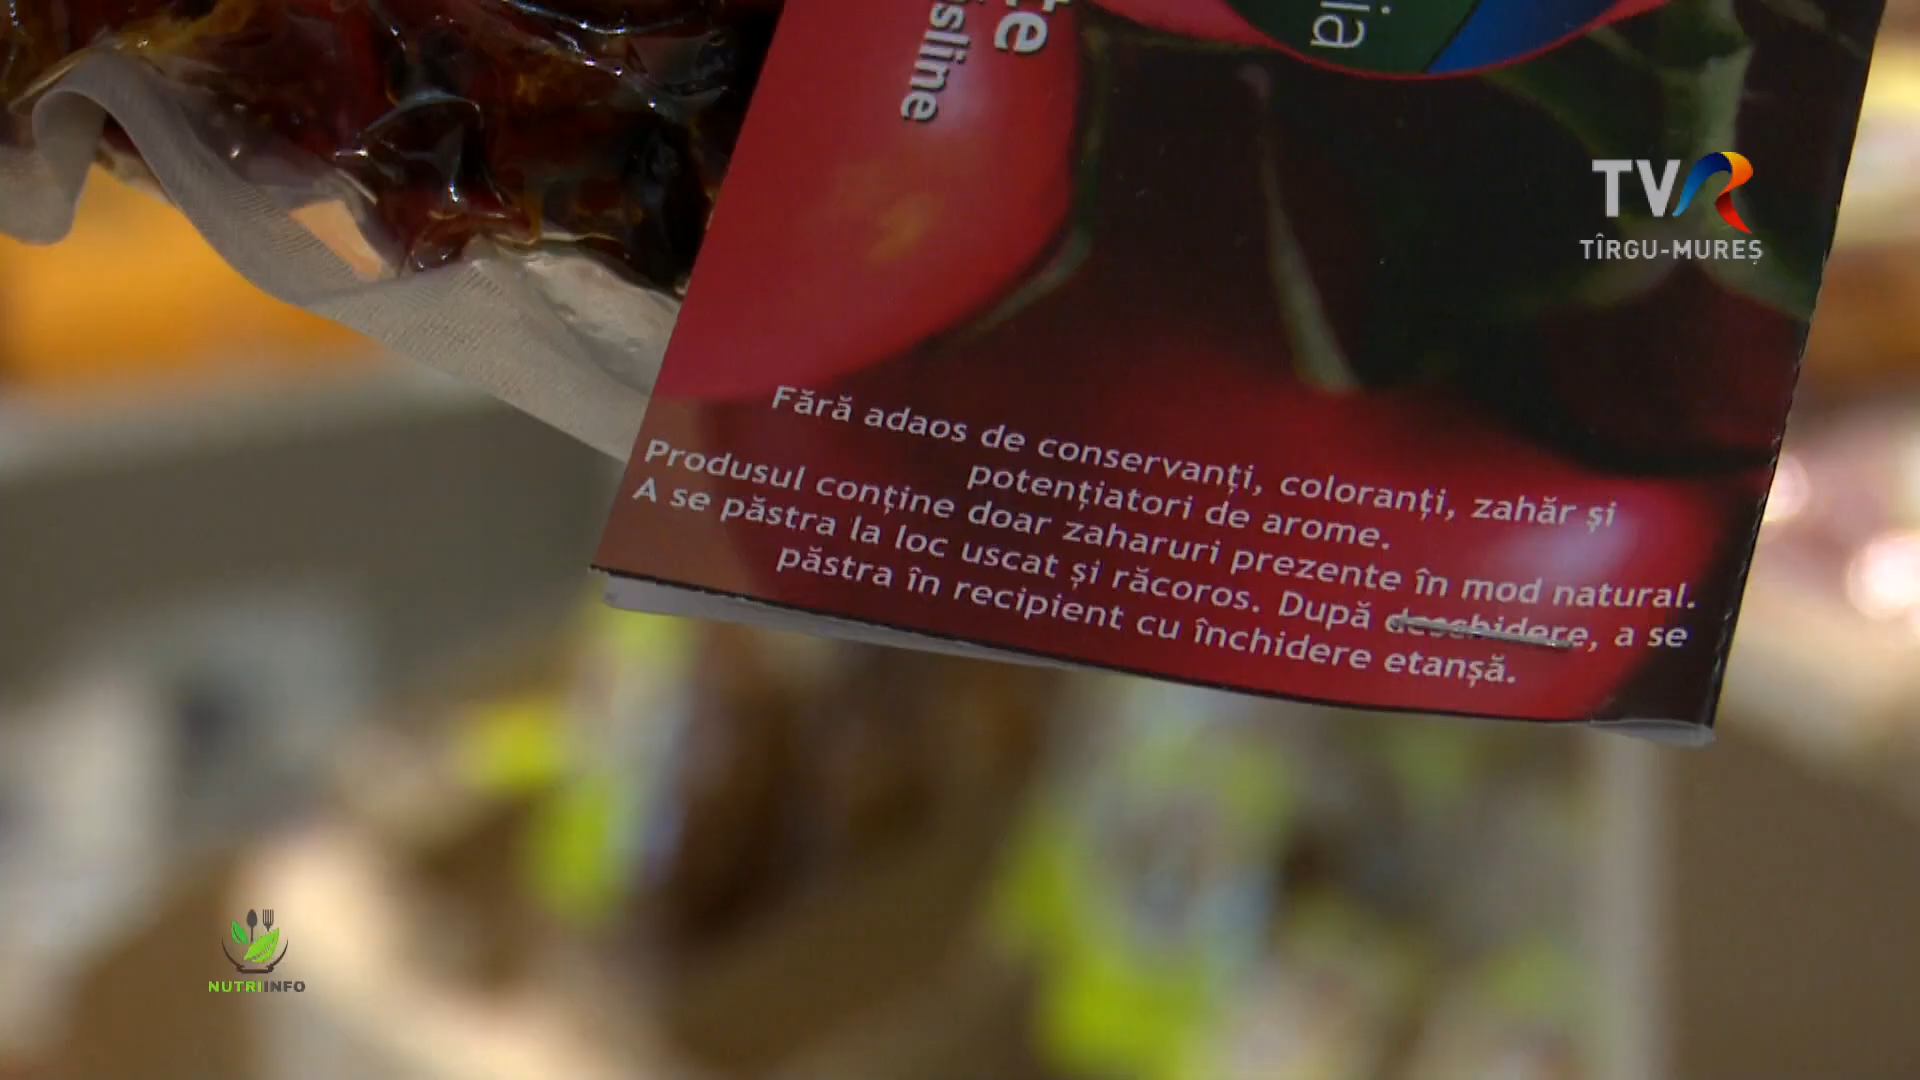 TVR
TÎRGU-MUREȘ
Fără adaos de conservanți, coloranți, zahăr și
potențiatori de arome.
Produsul conține doar zaharuri prezente în mod natural.
A se păstra la loc uscat și răcoros. După deschidere, a se
păstra în recipient cu închidere etanșă.
NUTRIINFO